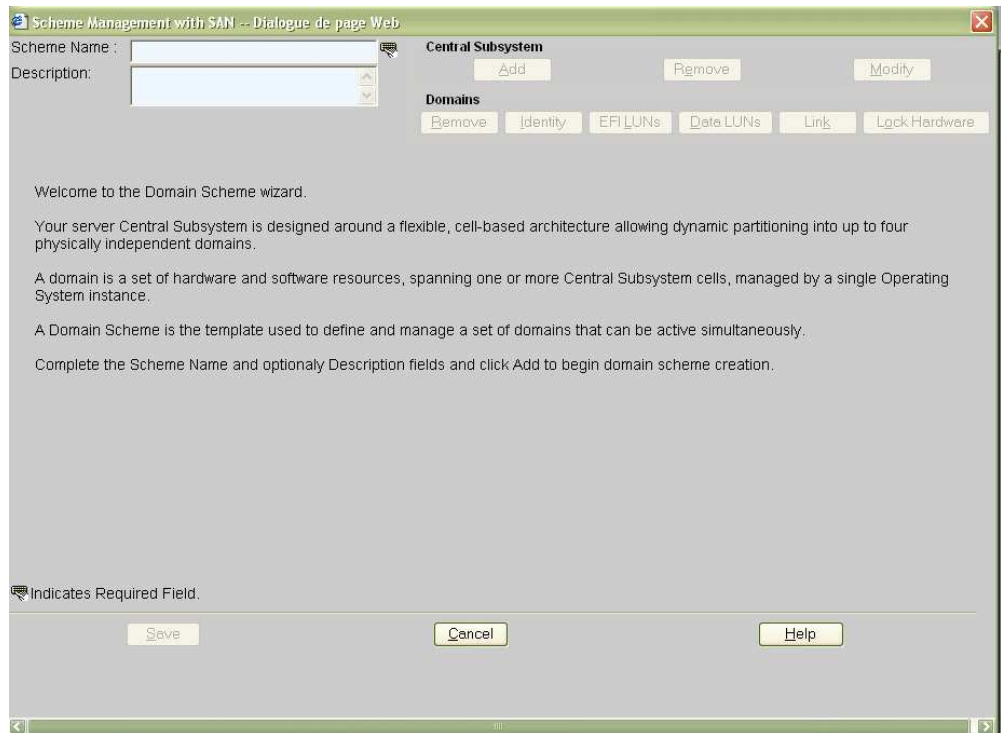 Scheme Management with SAN -- Dialogue de page Web
Scheme Name :
Description:
Central Subsystem
Add Remove Modify
Domains
Remove Identity EFI LUNs Data LUNs Link Lock Hardware
Welcome to the Domain Scheme wizard.
Your server Central Subsystem is designed around a flexible, cell-based architecture allowing dynamic partitioning into up to four
physically independent domains.
A domain is a set of hardware and software resources, spanning one or more Central Subsystem cells, managed by a single Operating
System instance.
A Domain Scheme is the template used to define and manage a set of domains that can be active simultaneously.
Complete the Scheme Name and optionaly Description fields and click Add to begin domain scheme creation.
Indicates Required Field.
Save Cancel Help